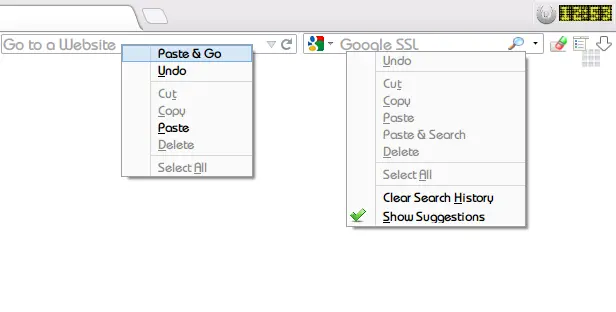 Go to a Website
Google SSL
Paste & Go
Undo
Cut
Copy
Paste
Delete
Select All
Undo
Cut
Copy
Paste
Paste & Search
Delete
Select All
Clear Search History
Show Suggestions